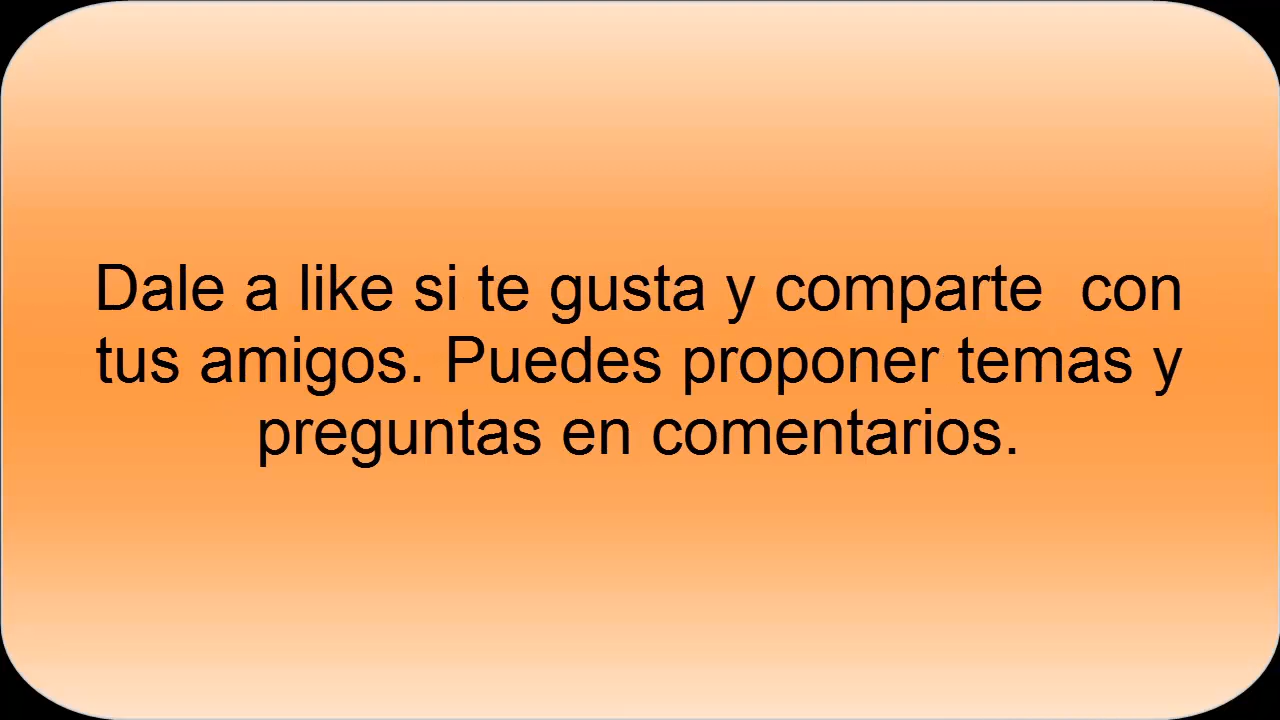 Dale a like si te gusta y comparte  con
tus amigos. Puedes proponer temas y
preguntas en comentarios.